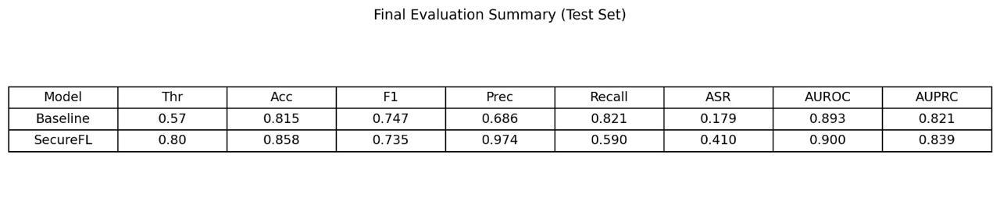 Final Evaluation Summary (Test Set)
Model Thr Acc F1 Prec Recall ASR AUROC AUPRC
Baseline 0.57 0.815 0.747 0.686 0.821 0.179 0.893 0.821
SecureFL 0.80 0.858 0.735 0.974 0.590 0.410 0.900 0.839